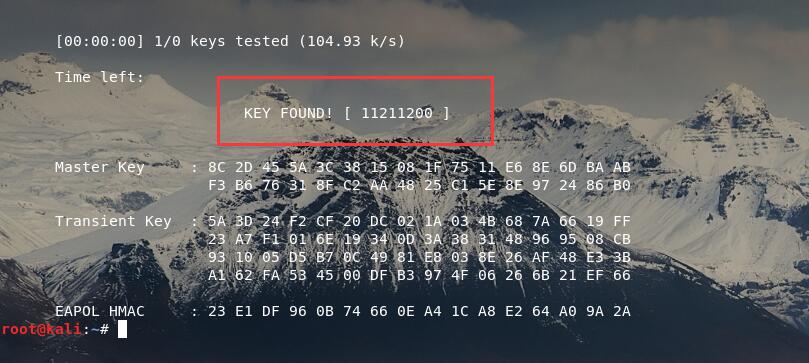 [00:00:00] 1/0 keys tested (104.93 k/s)
Time left:
KEY FOUND! [ 11211200 ]
Master Key : 8C 2D 45 5A 3C 38 15 08 1F 75 11 E6 8E 6D BA AB
F3 B6 76 31 8F C2 AA 48 25 C1 5E 8E 97 24 86 B0
Transient Key : 5A 3D 24 F2 CF 20 DC 02 1A 03 4B 68 7A 66 19 FF
23 A7 F1 01 6E 19 34 0D 3A 38 31 48 96 95 08 CB
93 10 05 D5 B7 0C 49 81 E8 03 8E 26 AF 48 E3 3B
A1 62 FA 53 45 00 DF B3 97 4F 06 26 6B 21 EF 66
EAPOL HMAC : 23 E1 DF 96 0B 74 66 0E A4 1C A8 E2 64 A0 9A 2A
root@kali:~#